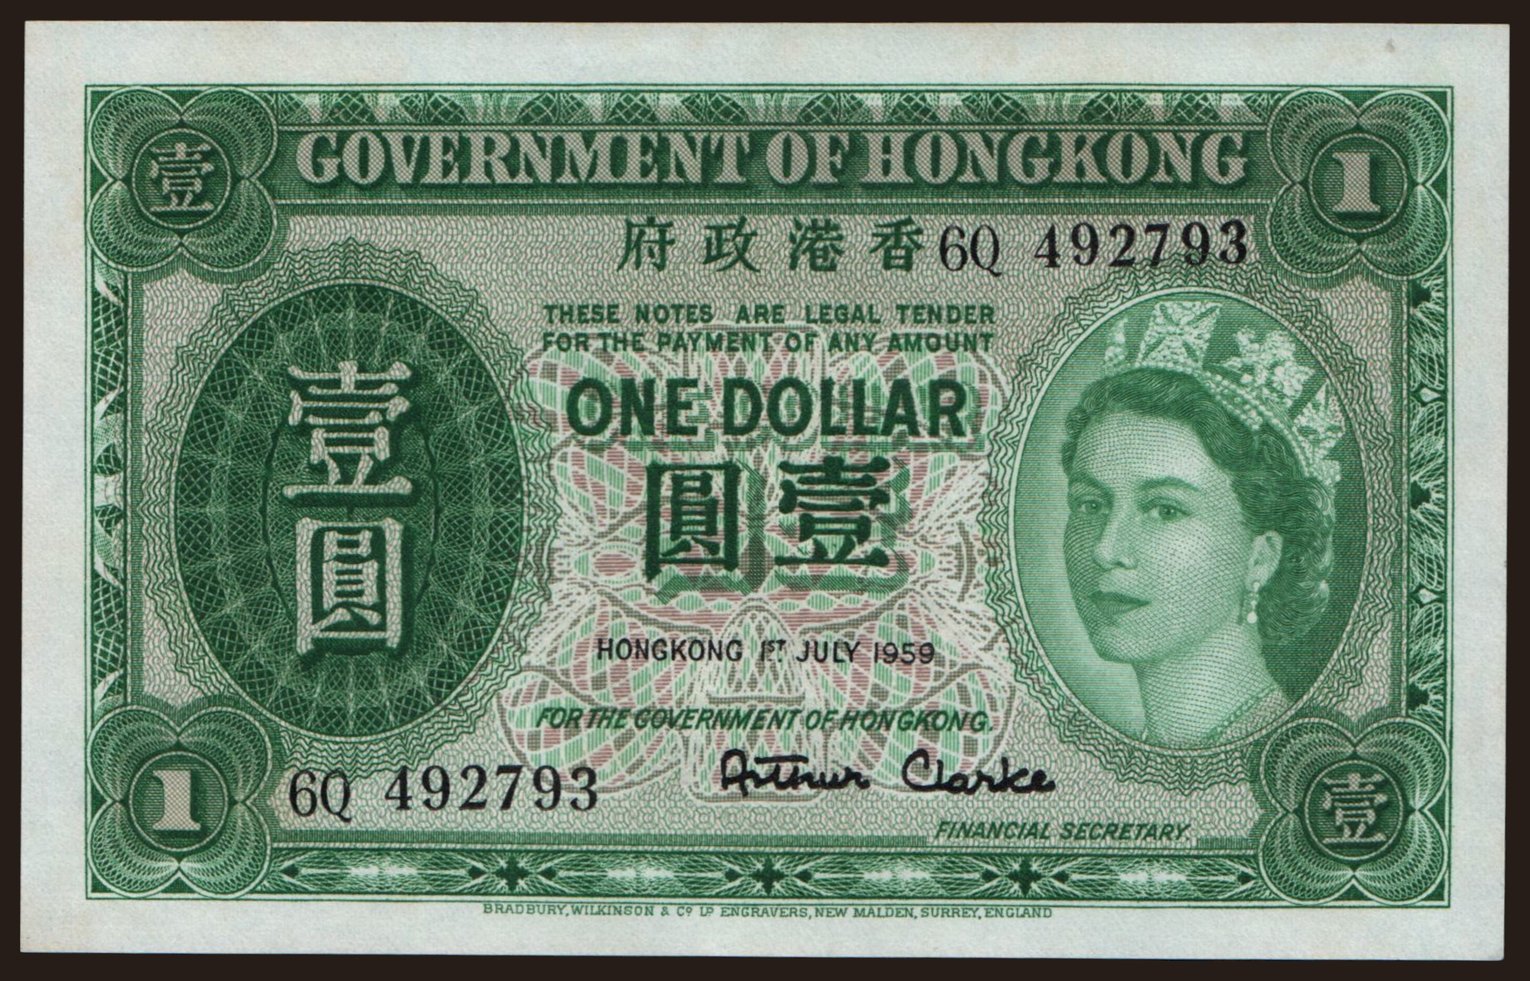 壹
GOVERNMENT OF HONGKONG
1
府政港香
6Q 492793
THESE NOTES ARE LEGAL TENDER
FOR THE PAYMENT OF ANY AMOUNT
ONE DOLLAR
圓壹
壹
圓
HONGKONG 1ST JULY 1959
FOR THE GOVERNMENT OF HONGKONG.
1
6Q 492793
Arthur Clarke
壹
FINANCIAL SECRETARY.
BRADBURY, WILKINSON & Co Ld ENGRAVERS, NEW MALDEN, SURREY, ENGLAND